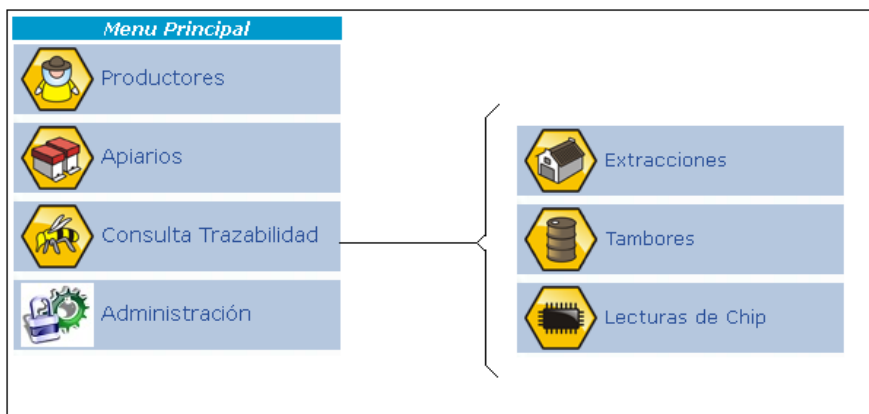 Menu Principal
Productores
Apiarios
Consulta Trazabilidad
Administración
Extracciones
Tambores
Lecturas de Chip